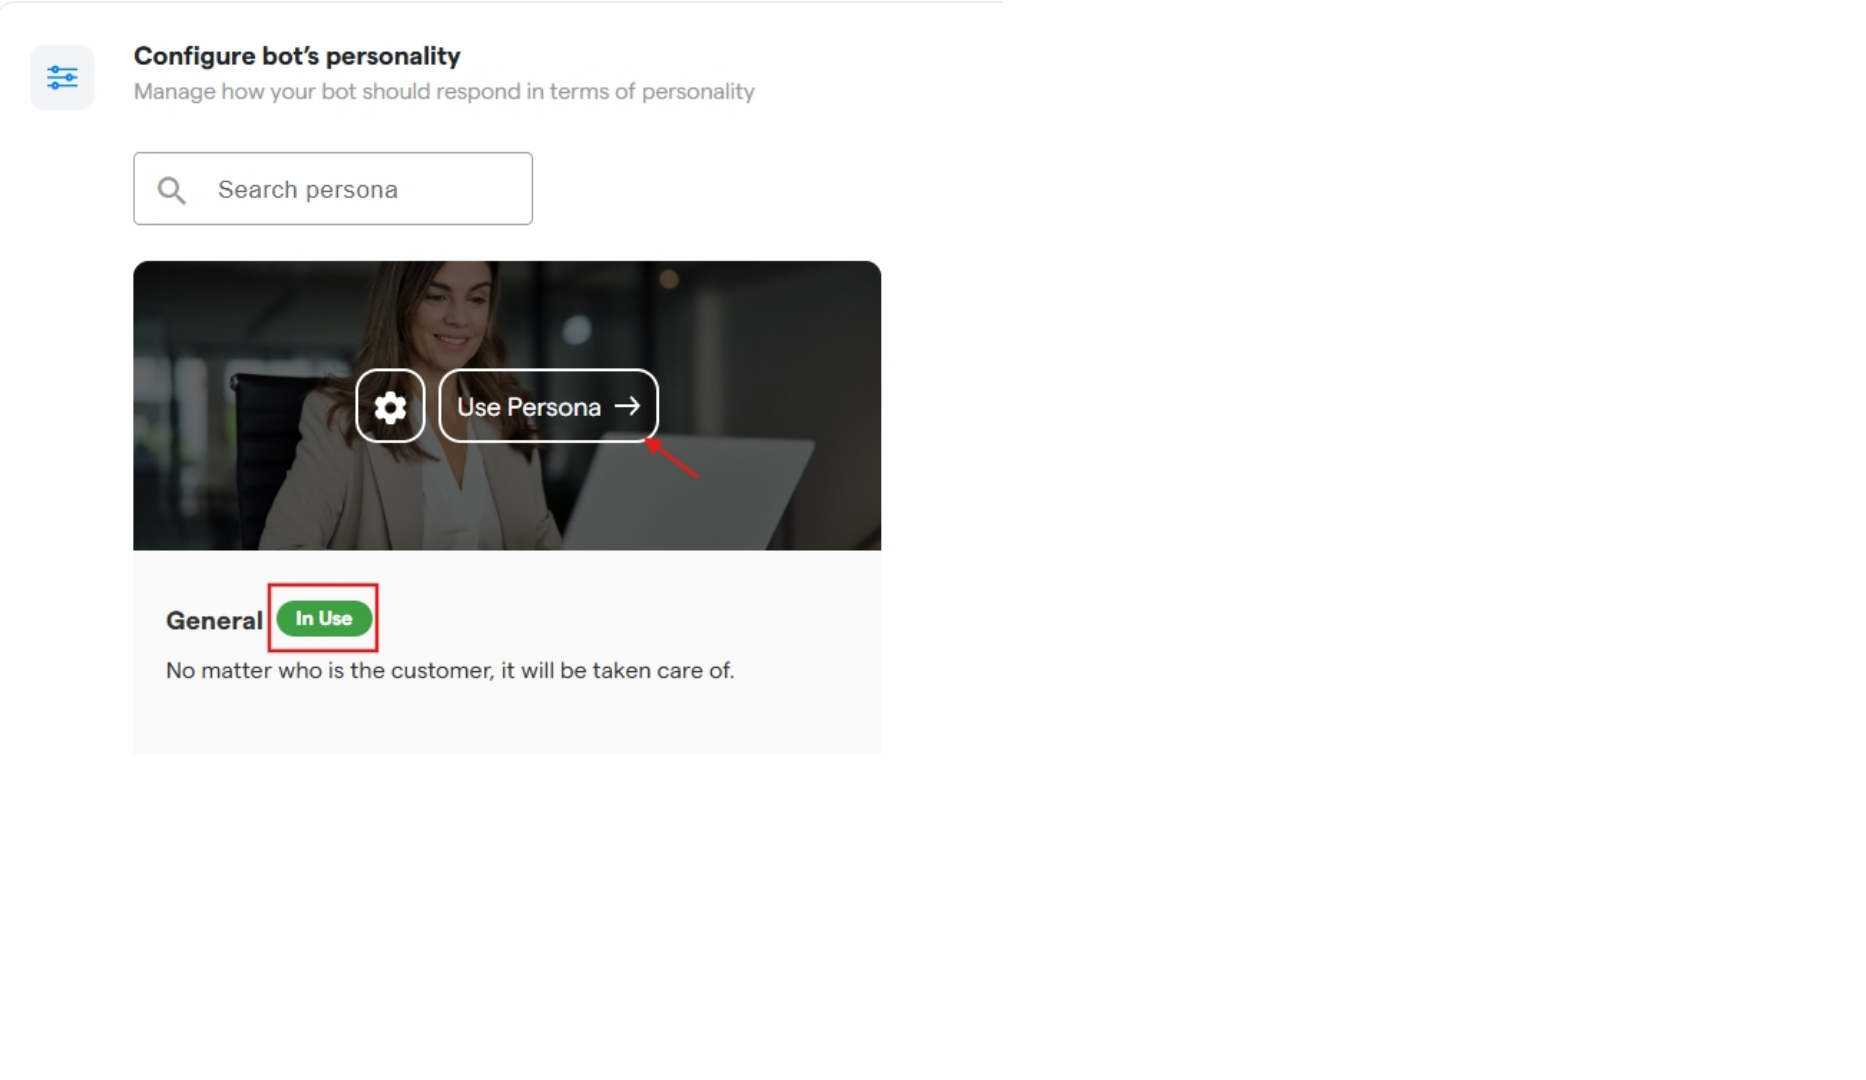 Configure bot’s personality
Manage how your bot should respond in terms of personality
Search persona
Use Persona →
General In Use
No matter who is the customer, it will be taken care of.